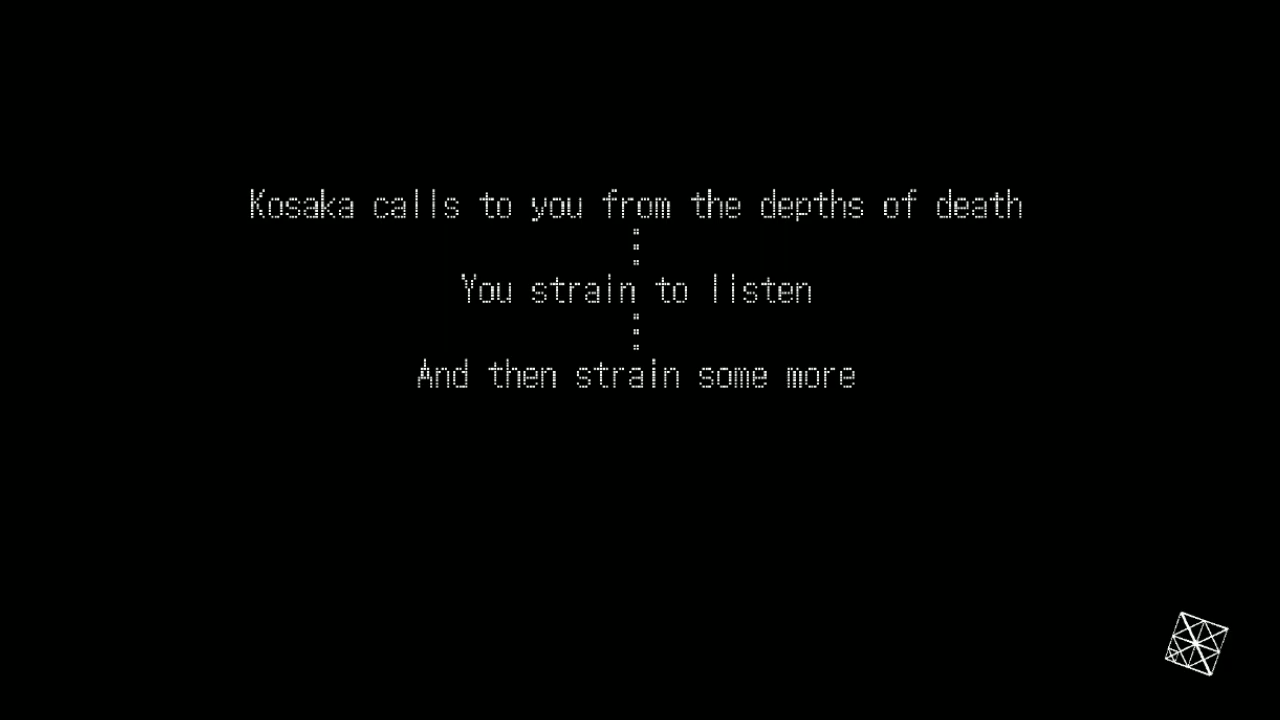 Kosaka calls to you from the depths of death
You strain to listen
And then strain some more